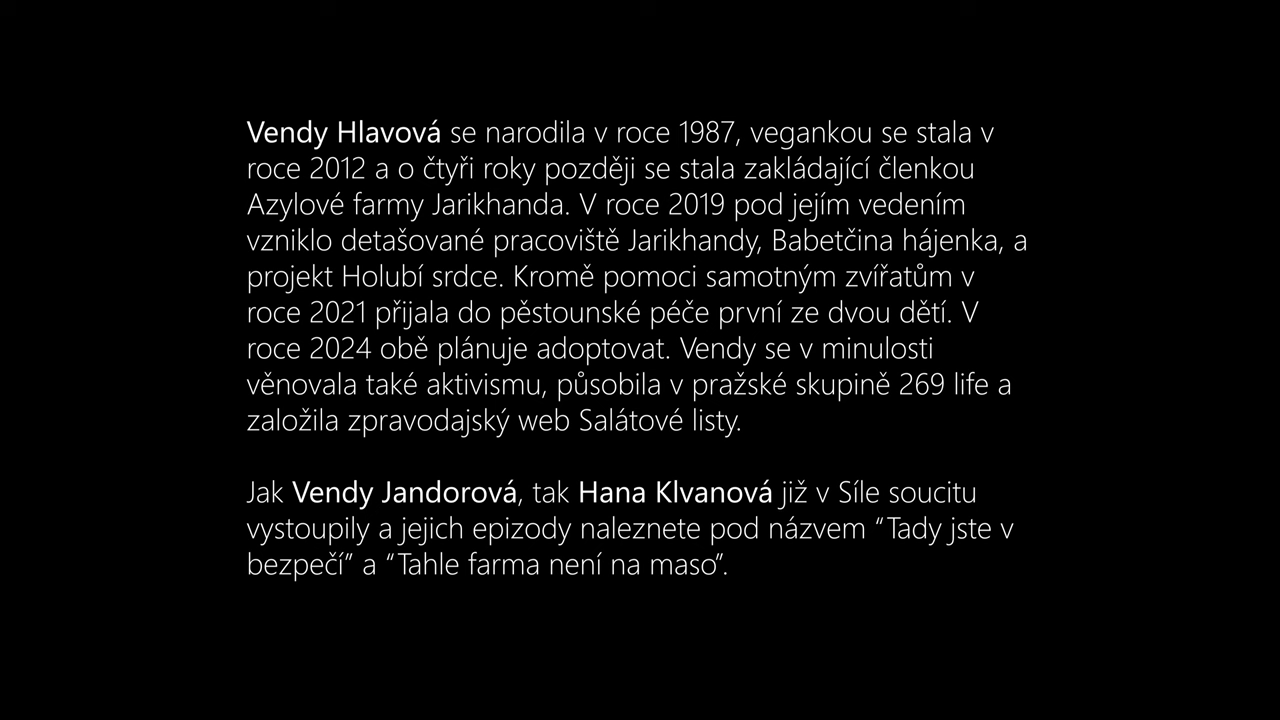 Vendy Hlavová se narodila v roce 1987, vegankou se stala v
roce 2012 a o čtyři roky později se stala zakládající členkou
Azylové farmy Jarikhanda. V roce 2019 pod jejím vedením
vzniklo detašované pracoviště Jarikhandy, Babetčina hájenka, a
projekt Holubí srdce. Kromě pomoci samotným zvířatům v
roce 2021 přijala do pěstounské péče první ze dvou dětí. V
roce 2024 obě plánuje adoptovat. Vendy se v minulosti
věnovala také aktivismu, působila v pražské skupině 269 life a
založila zpravodajský web Salátové listy.

Jak Vendy Jandorová, tak Hana Klvanová již v Síle soucitu
vystoupily a jejich epizody naleznete pod názvem “Tady jste v
bezpečí” a “Tahle farma není na maso”.